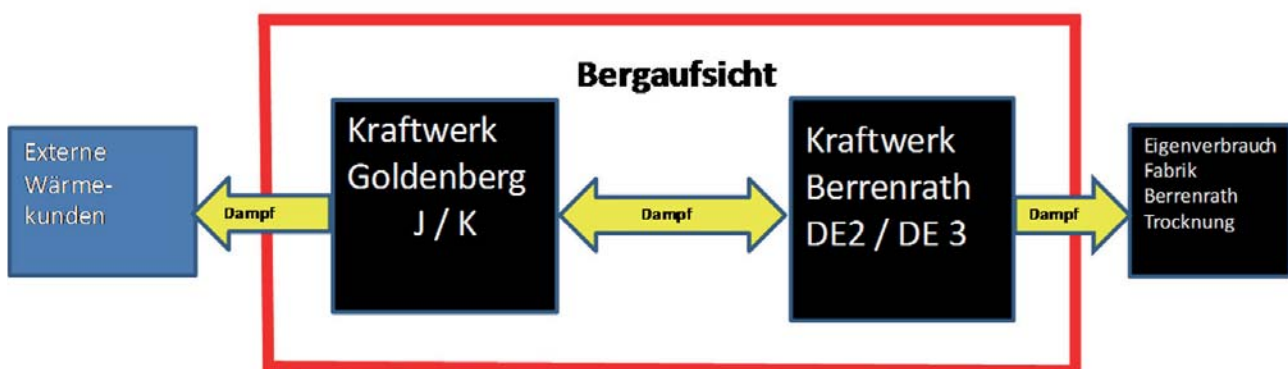 Bergaufsicht
Externe
Wärme-
kunden
Dampf
Kraftwerk
Goldenberg
J / K
Dampf
Kraftwerk
Berrenrath
DE2 / DE 3
Dampf
Eigenverbrauch
Fabrik
Berrenrath
Trocknung